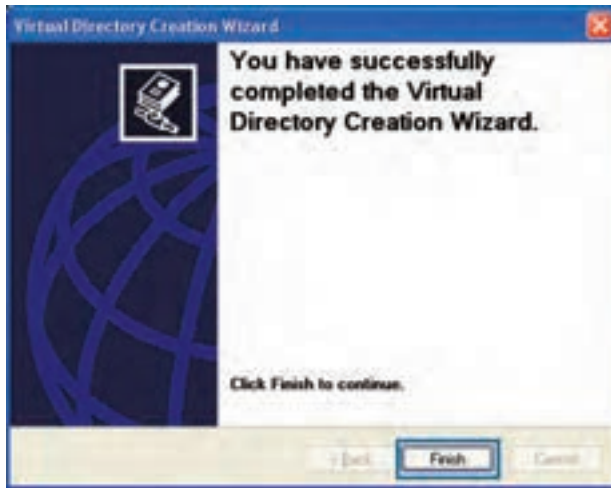 Virtual Directory Creation Wizard
You have successfully
completed the Virtual
Directory Creation Wizard.
Click Finish to continue.
< Back Finish Cancel